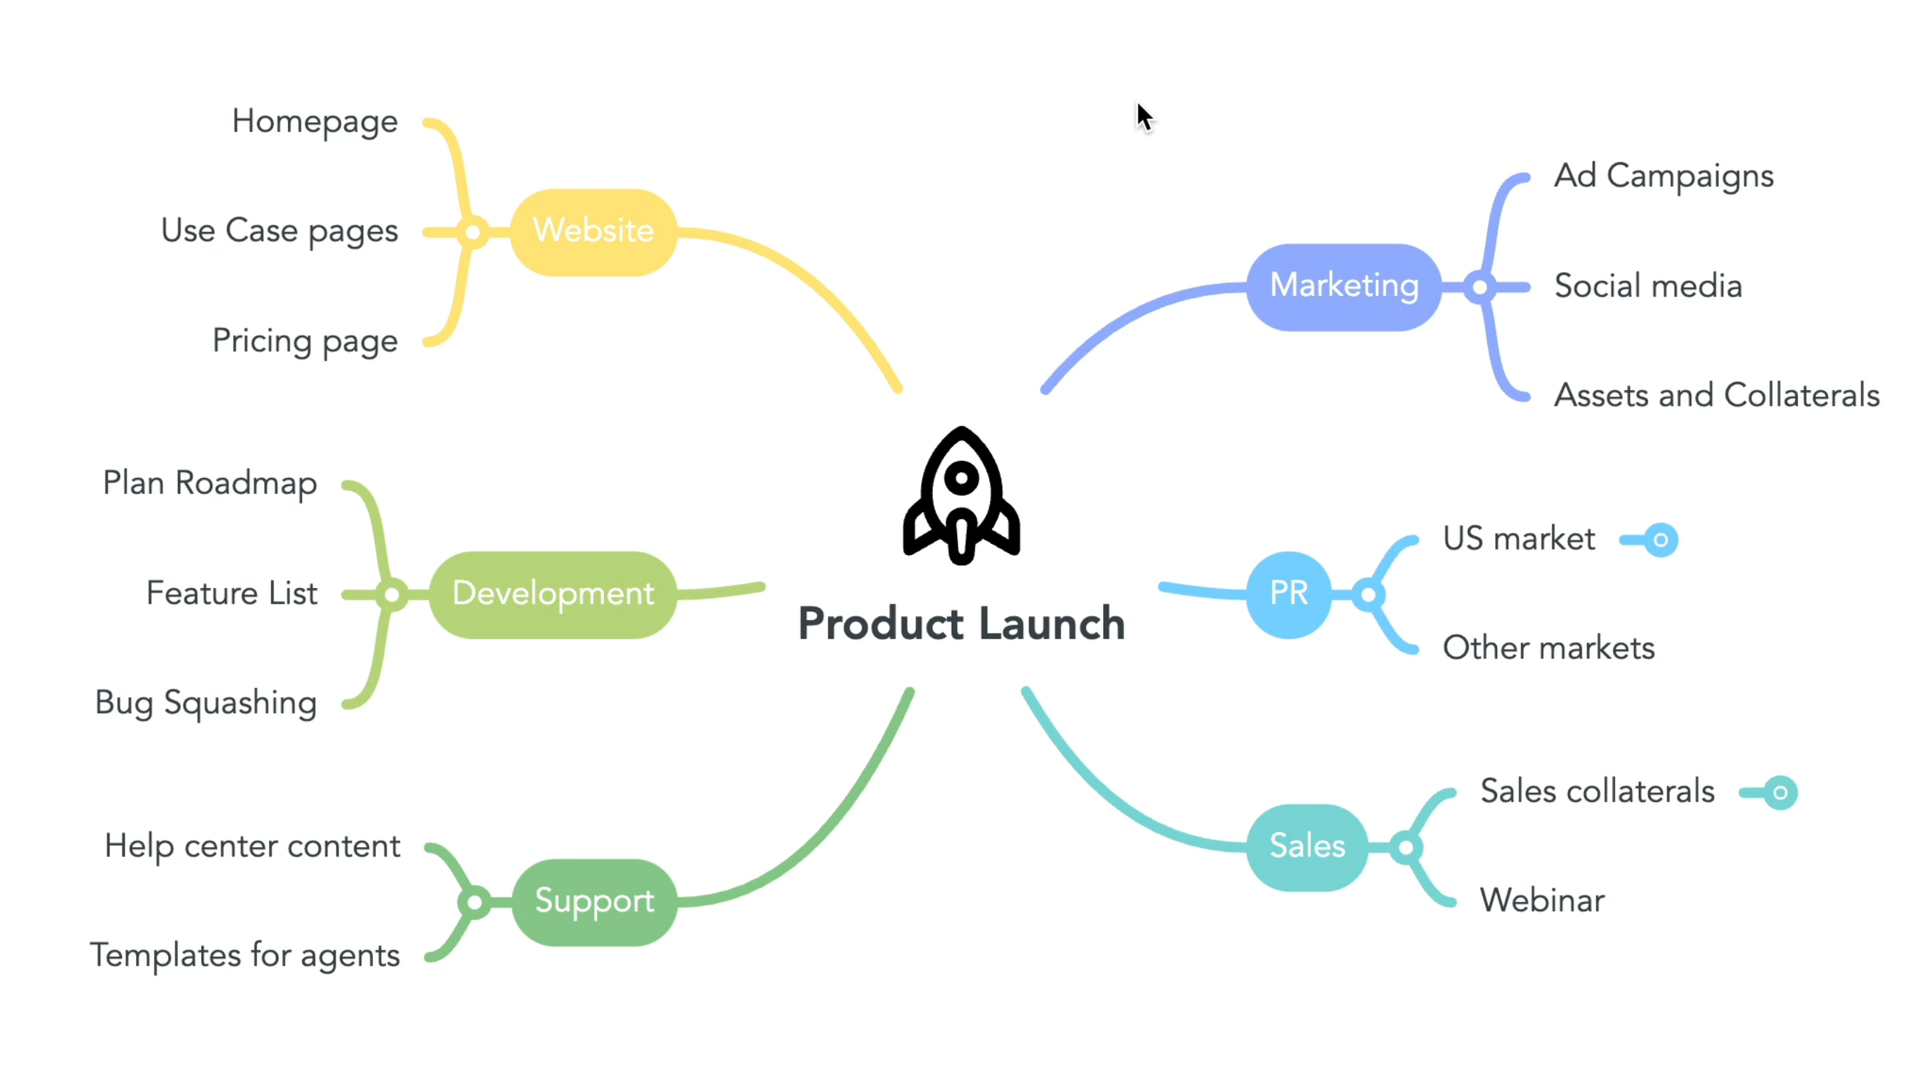 Homepage
Use Case pages
Pricing page
Website
Plan Roadmap
Feature List
Bug Squashing
Development
Help center content
Templates for agents
Support
Product Launch
Marketing
Ad Campaigns
Social media
Assets and Collaterals
PR
US market
Other markets
Sales
Sales collaterals
Webinar